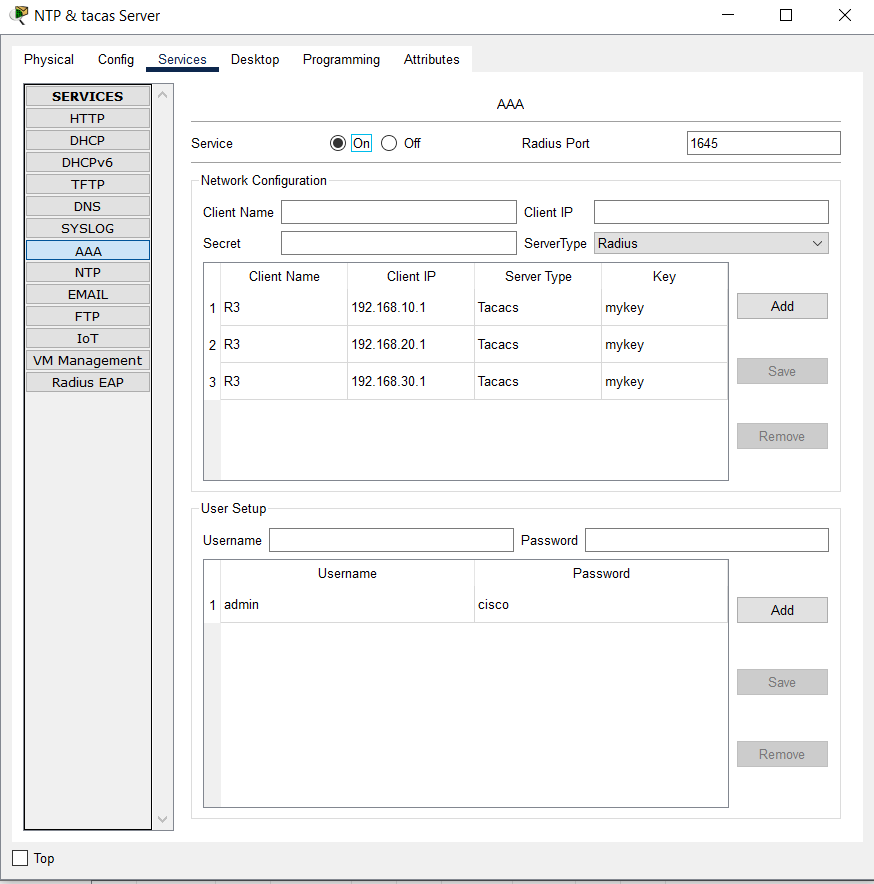 NTP & tacas Server
Physical Config Services Desktop Programming Attributes
SERVICES
HTTP
DHCP
DHCPv6
TFTP
DNS
SYSLOG
AAA
NTP
EMAIL
FTP
IoT
VM Management
Radius EAP
AAA
Service On Off Radius Port 1645
Network Configuration
Client Name Client IP
Secret ServerType Radius
Client Name Client IP Server Type Key
1 R3 192.168.10.1 Tacacs mykey
2 R3 192.168.20.1 Tacacs mykey
3 R3 192.168.30.1 Tacacs mykey
Add
Save
Remove
User Setup
Username Password
Username Password
1 admin cisco
Add
Save
Remove
Top